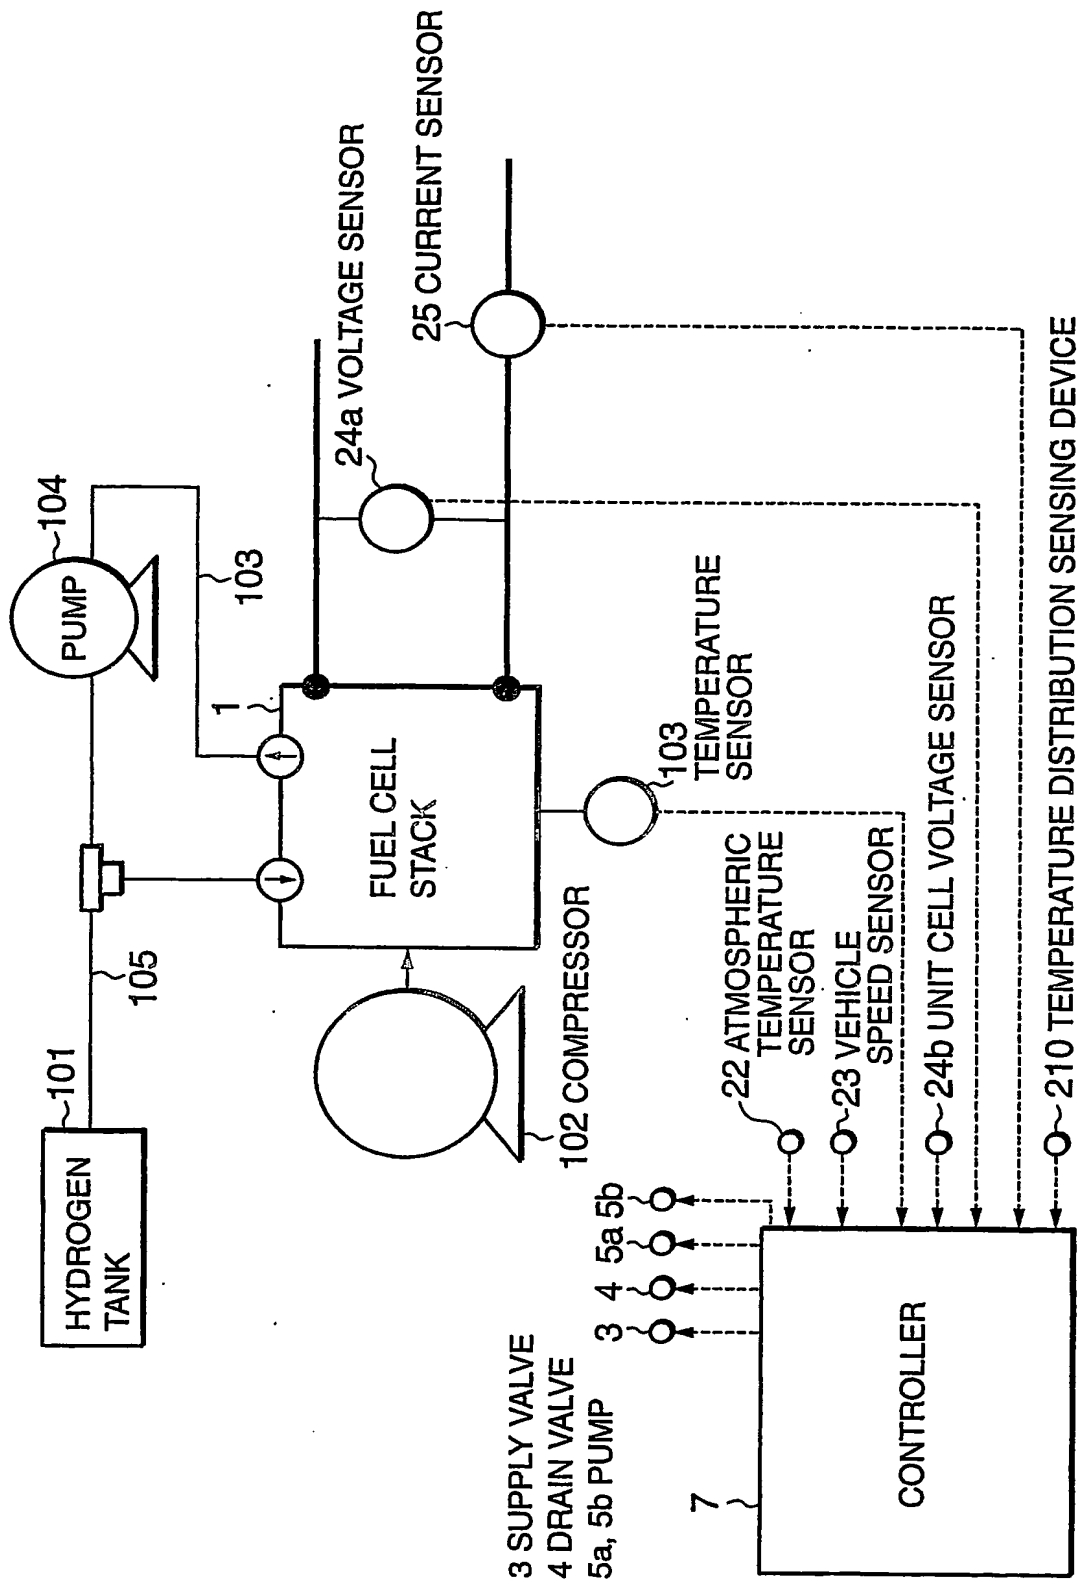 HYDROGEN
TANK
101
105
PUMP
104
103
1
FUEL CELL
STACK
102 COMPRESSOR
103
TEMPERATURE
SENSOR
24a VOLTAGE SENSOR
25 CURRENT SENSOR
3 SUPPLY VALVE
4 DRAIN VALVE
5a, 5b PUMP
3
4
5a
5b
7
CONTROLLER
22 ATMOSPHERIC
TEMPERATURE
SENSOR
23 VEHICLE
SPEED SENSOR
24b UNIT CELL VOLTAGE SENSOR
210 TEMPERATURE DISTRIBUTION SENSING DEVICE